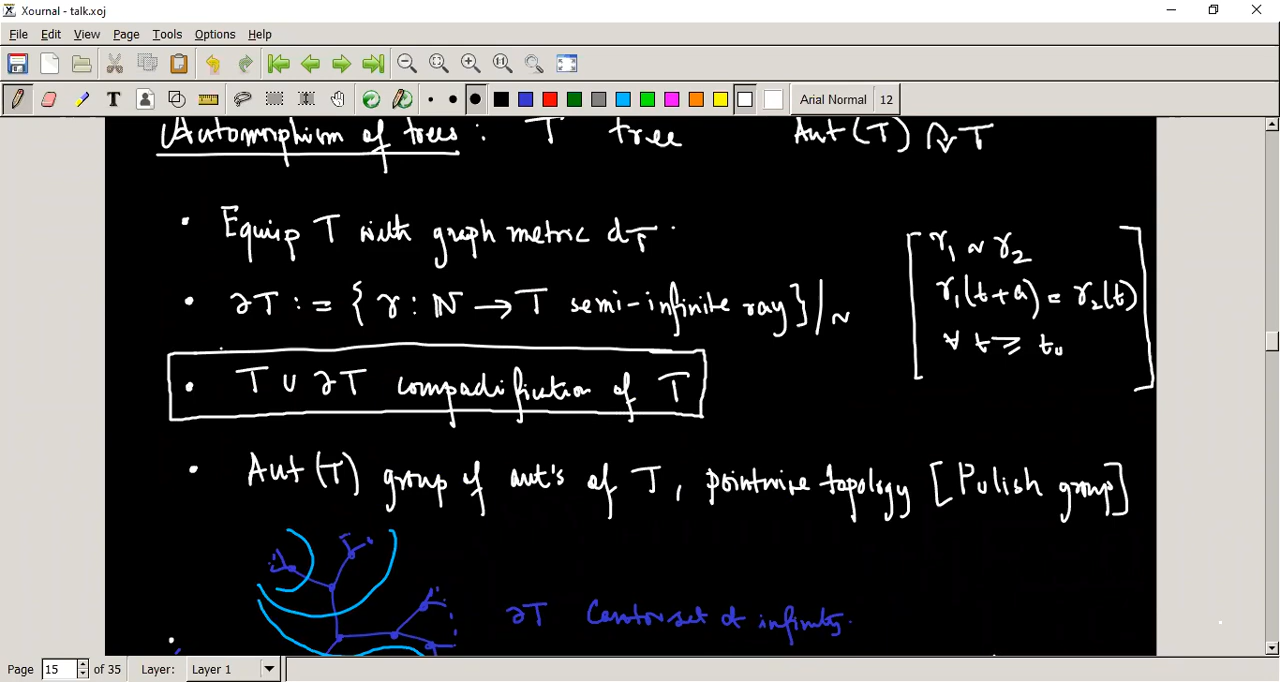 Xournal - talk.xoj
File Edit View Page Tools Options Help
Arial Normal 12
Automorphism of trees : T tree Aut(T) ↷ T
• Equip T with graph metric d_T.
• ∂T := { γ : ℕ → T semi-infinite ray}/~
[ γ₁ ~ γ₂
γ₁(t+a) = γ₂(t)
∀ t ≥ t₀ ]
• T ∪ ∂T compactification of T
• Aut(T) group of aut's of T, pointwise topology [Polish group]
∂T Cantor set at infinity.
Page 15 of 35 Layer: Layer 1